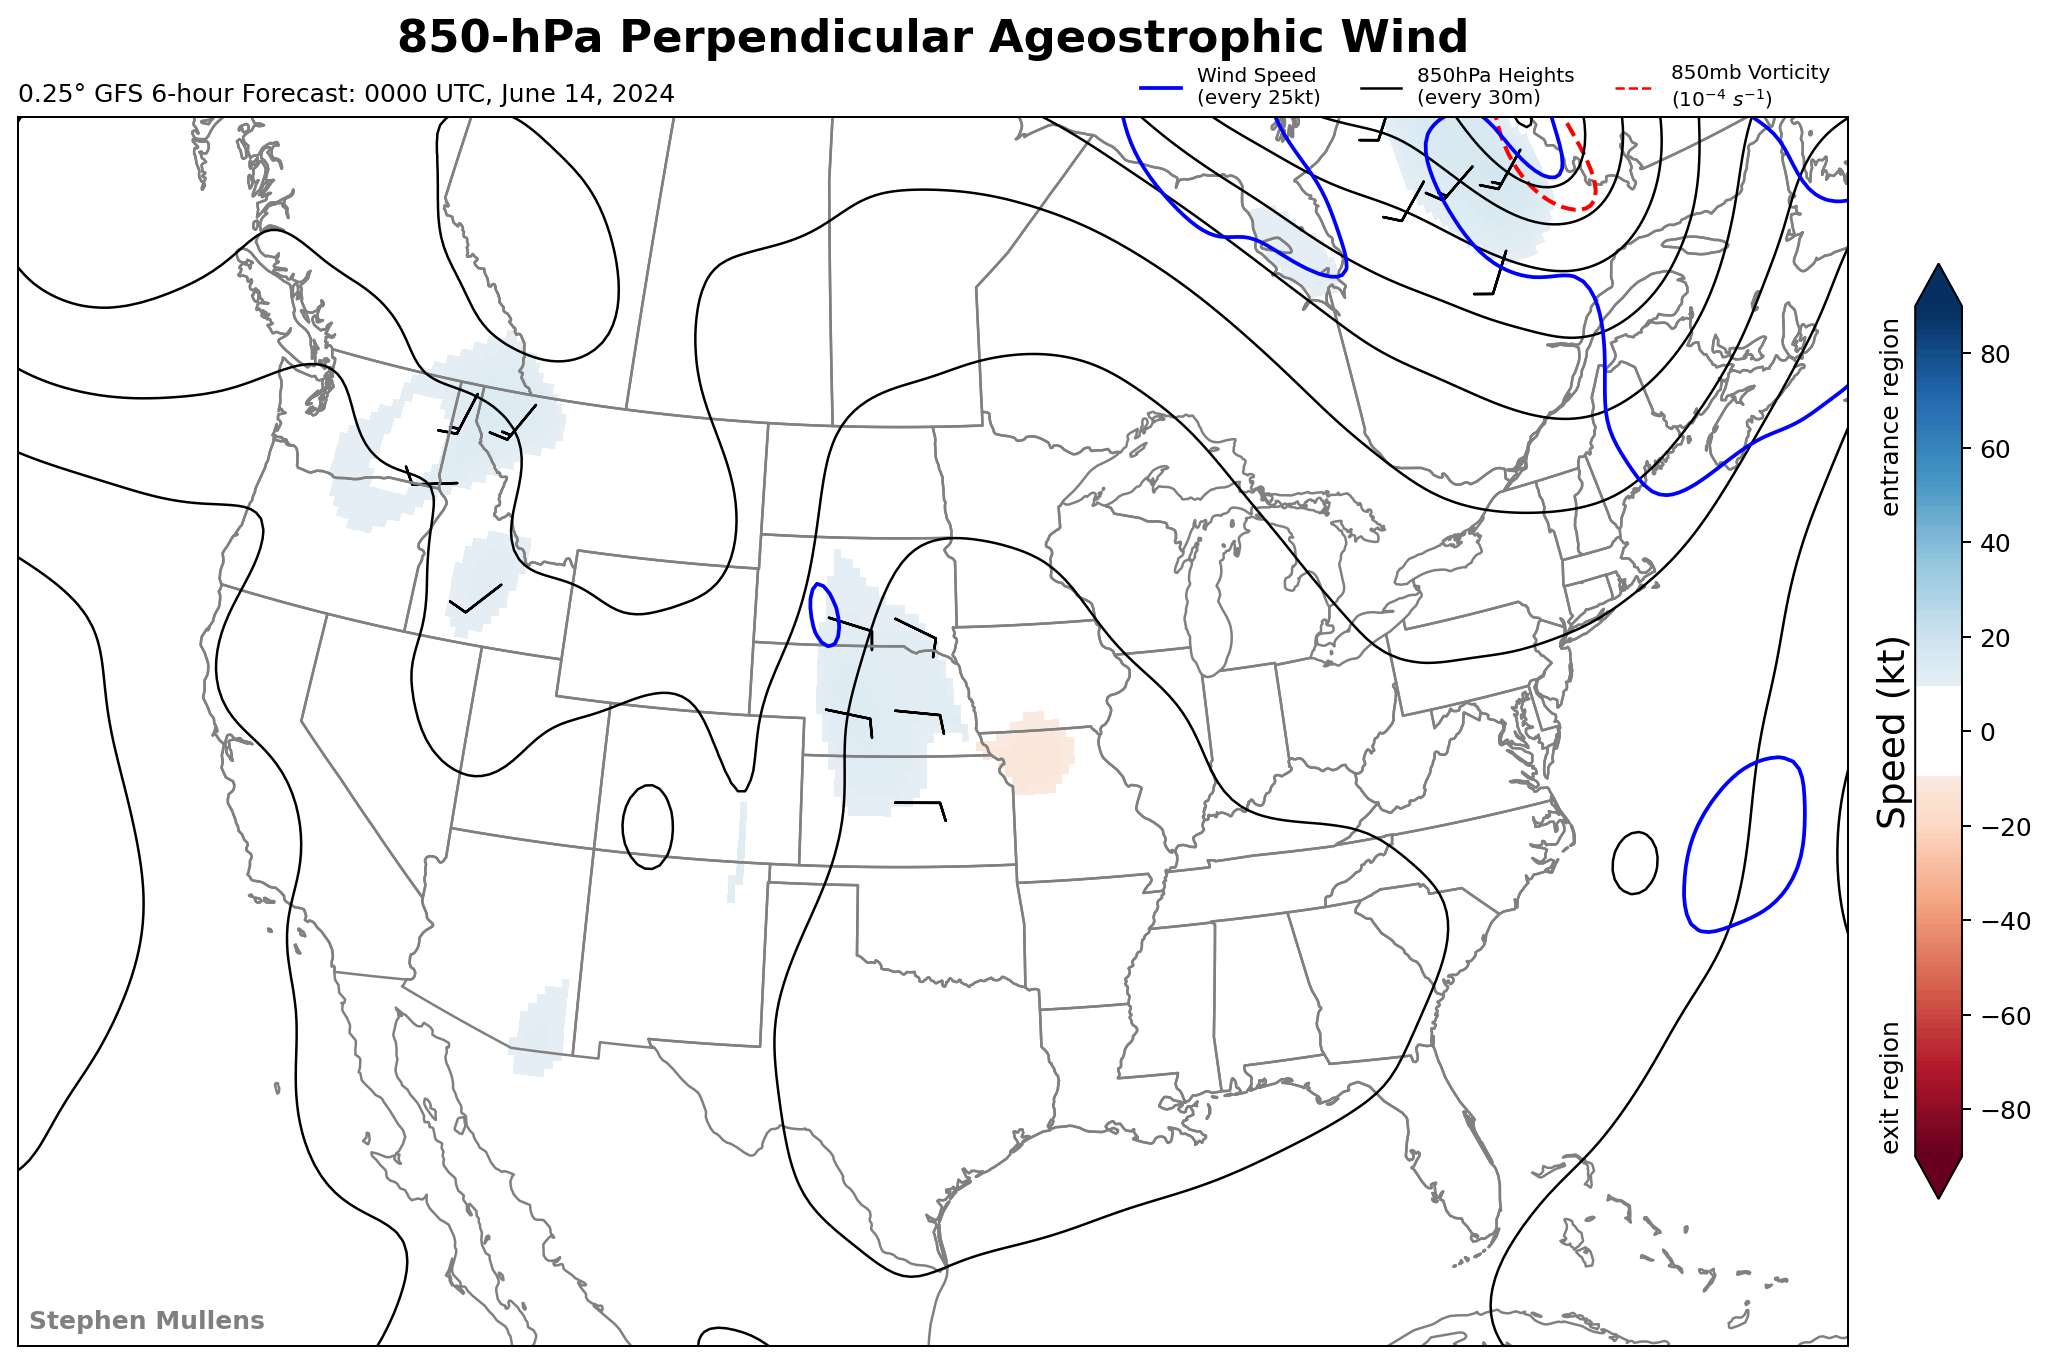 850-hPa Perpendicular Ageostrophic Wind
0.25° GFS 6-hour Forecast: 0000 UTC, June 14, 2024
Wind Speed
(every 25kt)
850hPa Heights
(every 30m)
850mb Vorticity
(10⁻⁴ s⁻¹)
entrance region
Speed (kt)
exit region
80
60
40
20
0
−20
−40
−60
−80
Stephen Mullens